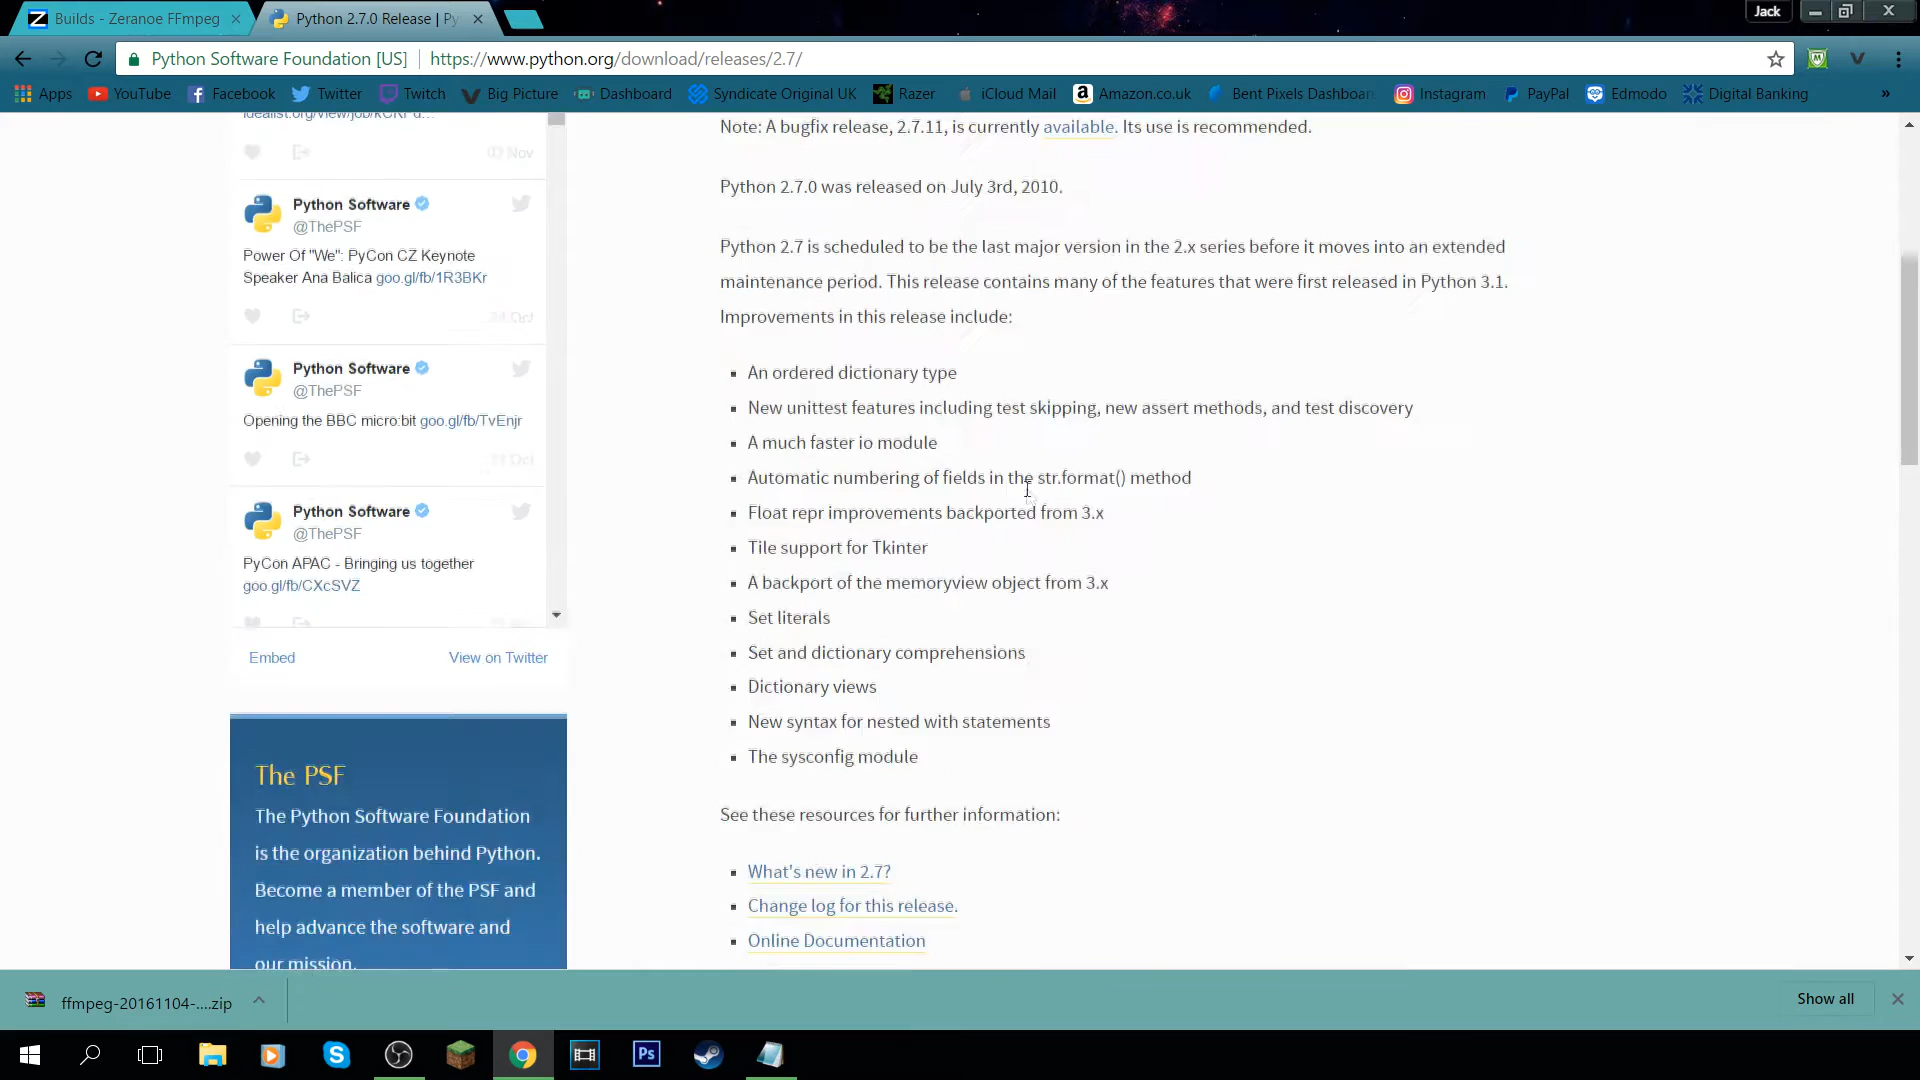 Builds - Zeranoe FFmpeg
Python 2.7.0 Release | Py
Jack
Python Software Foundation [US]
https://www.python.org/download/releases/2.7/
Apps YouTube Facebook Twitter Twitch Big Picture Dashboard Syndicate Original UK Razer iCloud Mail Amazon.co.uk Bent Pixels Dashboar Instagram PayPal Edmodo Digital Banking »
Nov
Python Software
@ThePSF
Power Of "We": PyCon CZ Keynote
Speaker Ana Balica goo.gl/fb/1R3BKr
Oct
Python Software
@ThePSF
Opening the BBC micro:bit goo.gl/fb/TvEnjr
Oct
Python Software
@ThePSF
PyCon APAC - Bringing us together
goo.gl/fb/CXcSVZ
Embed
View on Twitter
The PSF
The Python Software Foundation
is the organization behind Python.
Become a member of the PSF and
help advance the software and
our mission.
Note: A bugfix release, 2.7.11, is currently available. Its use is recommended.
Python 2.7.0 was released on July 3rd, 2010.
Python 2.7 is scheduled to be the last major version in the 2.x series before it moves into an extended
maintenance period. This release contains many of the features that were first released in Python 3.1.
Improvements in this release include:
An ordered dictionary type
New unittest features including test skipping, new assert methods, and test discovery
A much faster io module
Automatic numbering of fields in the str.format() method
Float repr improvements backported from 3.x
Tile support for Tkinter
A backport of the memoryview object from 3.x
Set literals
Set and dictionary comprehensions
Dictionary views
New syntax for nested with statements
The sysconfig module
See these resources for further information:
What's new in 2.7?
Change log for this release.
Online Documentation
ffmpeg-20161104-....zip
Show all
Ps